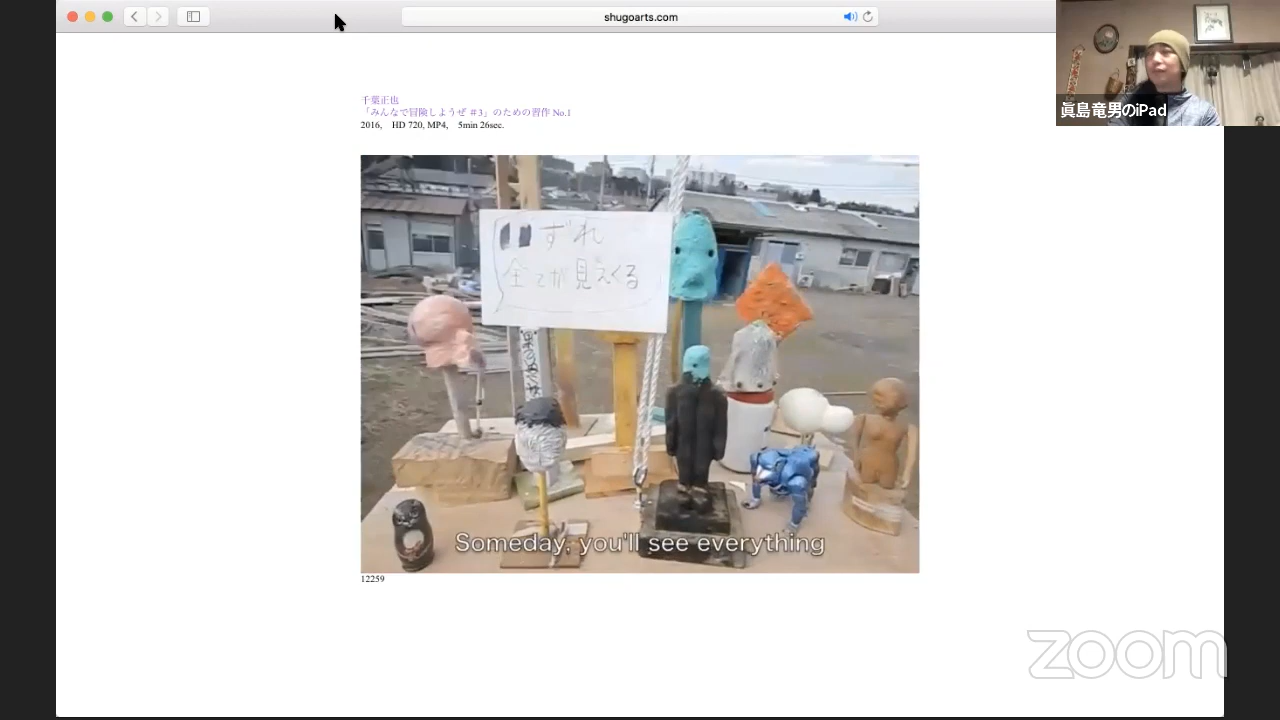 shugoarts.com
眞島竜男のiPad
千葉正也
「みんなで冒険しようぜ ＃3」のための習作 No.1
2016, HD 720, MP4, 5min 26sec.
ずれ
全てが見えくる
Someday, you'll see everything
12259
zoom